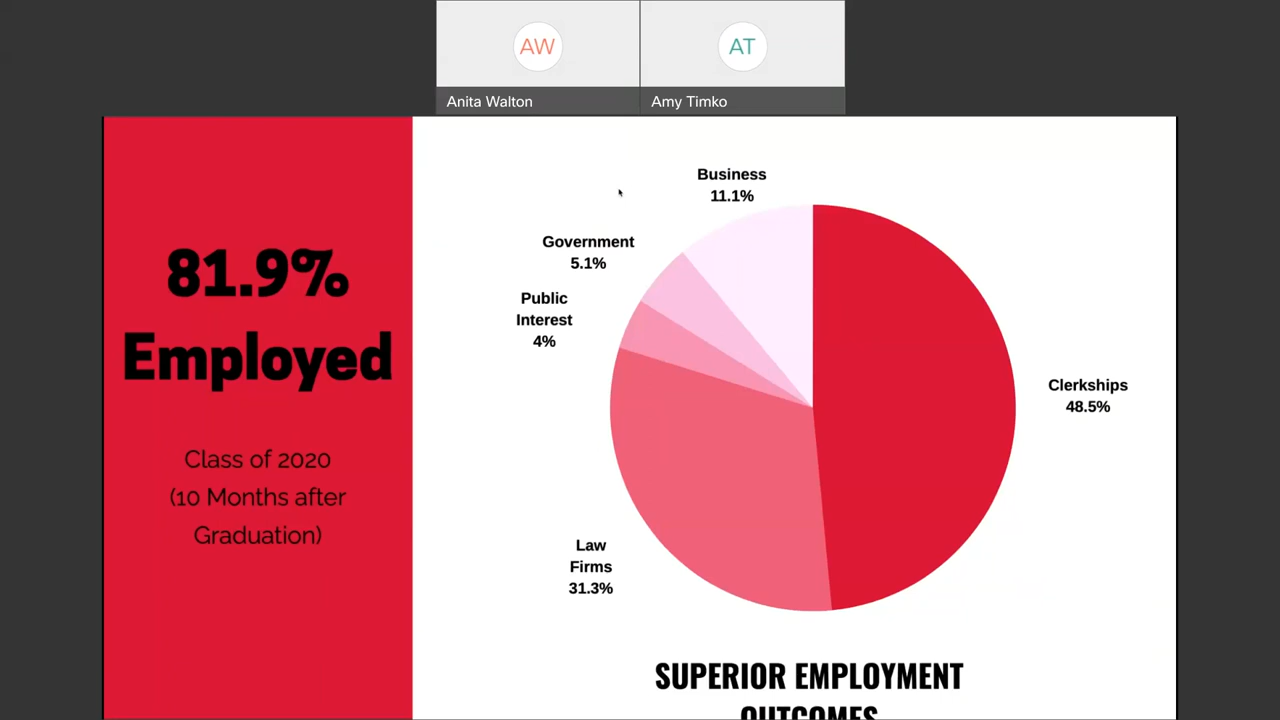 AW
AT
Anita Walton
Amy Timko
81.9%
Employed
Class of 2020
(10 Months after
Graduation)
Business
11.1%
Government
5.1%
Public
Interest
4%
Clerkships
48.5%
Law
Firms
31.3%
SUPERIOR EMPLOYMENT
OUTCOMES